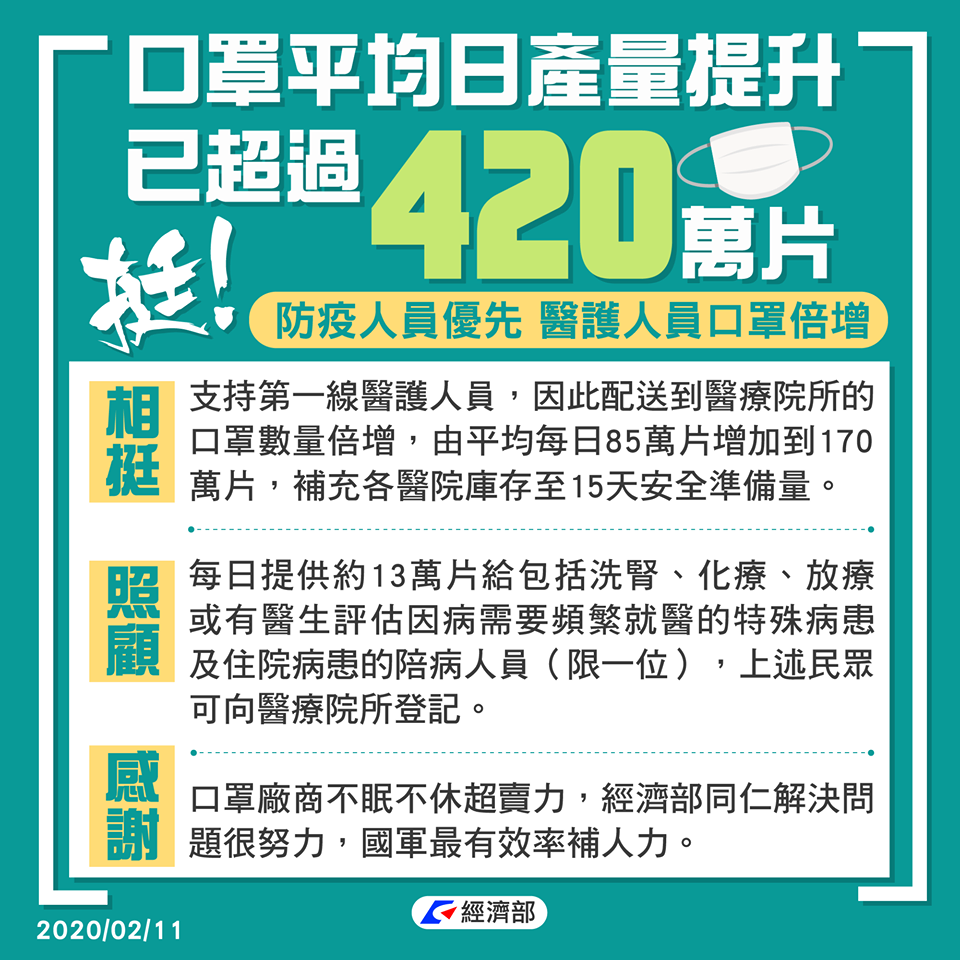 口罩平均日產量提升
已超過420萬片
挺!
防疫人員優先 醫護人員口罩倍增
相挺
支持第一線醫護人員，因此配送到醫療院所的
口罩數量倍增，由平均每日85萬片增加到170
萬片，補充各醫院庫存至15天安全準備量。
照顧
每日提供約13萬片給包括洗腎、化療、放療
或有醫生評估因病需要頻繁就醫的特殊病患
及住院病患的陪病人員（限一位），上述民眾
可向醫療院所登記。
感謝
口罩廠商不眠不休超賣力，經濟部同仁解決問
題很努力，國軍最有效率補人力。
經濟部
2020/02/11